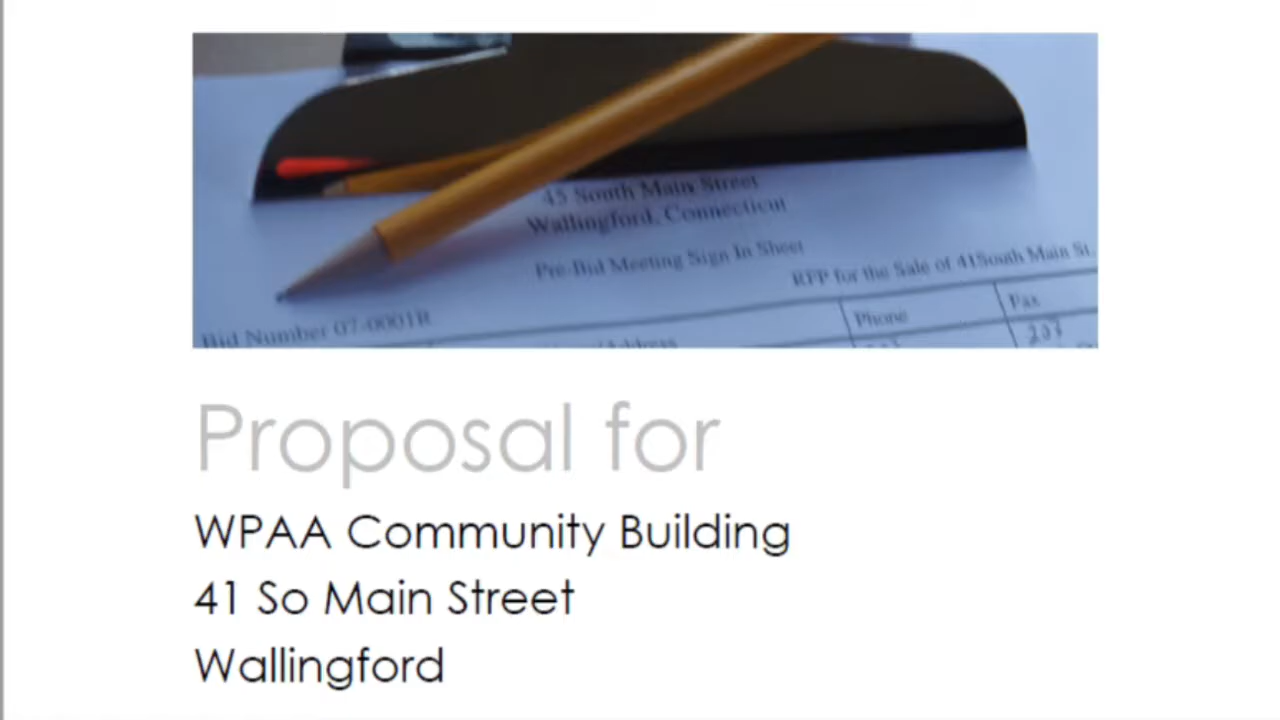 45 South Main Street
Wallingford, Connecticut
Pre-Bid Meeting Sign In Sheet
RFP for the Sale of 41South Main St.
Bid Number 07-0001R
Phone
Fax
203
Proposal for
WPAA Community Building
41 So Main Street
Wallingford